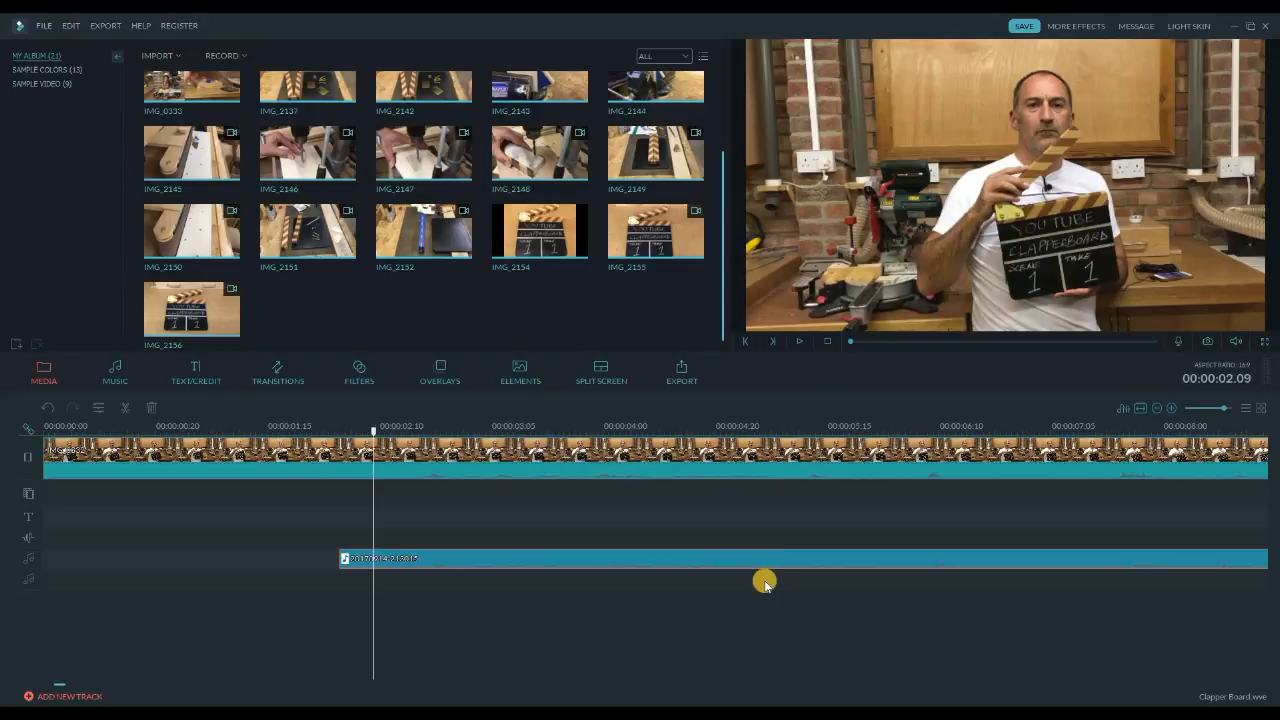 FILE EDIT EXPORT HELP REGISTER
SAVE MORE EFFECTS MESSAGE LIGHT SKIN
MY ALBUM (21)
SAMPLE COLORS (13)
SAMPLE VIDEO (9)
IMPORT RECORD ALL
IMG_0333 IMG_2137 IMG_2142 IMG_2143 IMG_2144
IMG_2145 IMG_2146 IMG_2147 IMG_2148 IMG_2149
IMG_2150 IMG_2151 IMG_2152 IMG_2154 IMG_2155
IMG_2156
YOU TUBE
CLAPPERBOARD
SCENE TAKE
1 1
MEDIA MUSIC TEXT/CREDIT TRANSITIONS FILTERS OVERLAYS ELEMENTS SPLIT SCREEN EXPORT
ASPECT RATIO: 16:9
00:00:02.09
00:00:00:00 00:00:00:20 00:00:01:15 00:00:02:10 00:00:03:05 00:00:04:00 00:00:04:20 00:00:05:15 00:00:06:10 00:00:07:05 00:00:08:00
ADD NEW TRACK
Clapper Board.wve